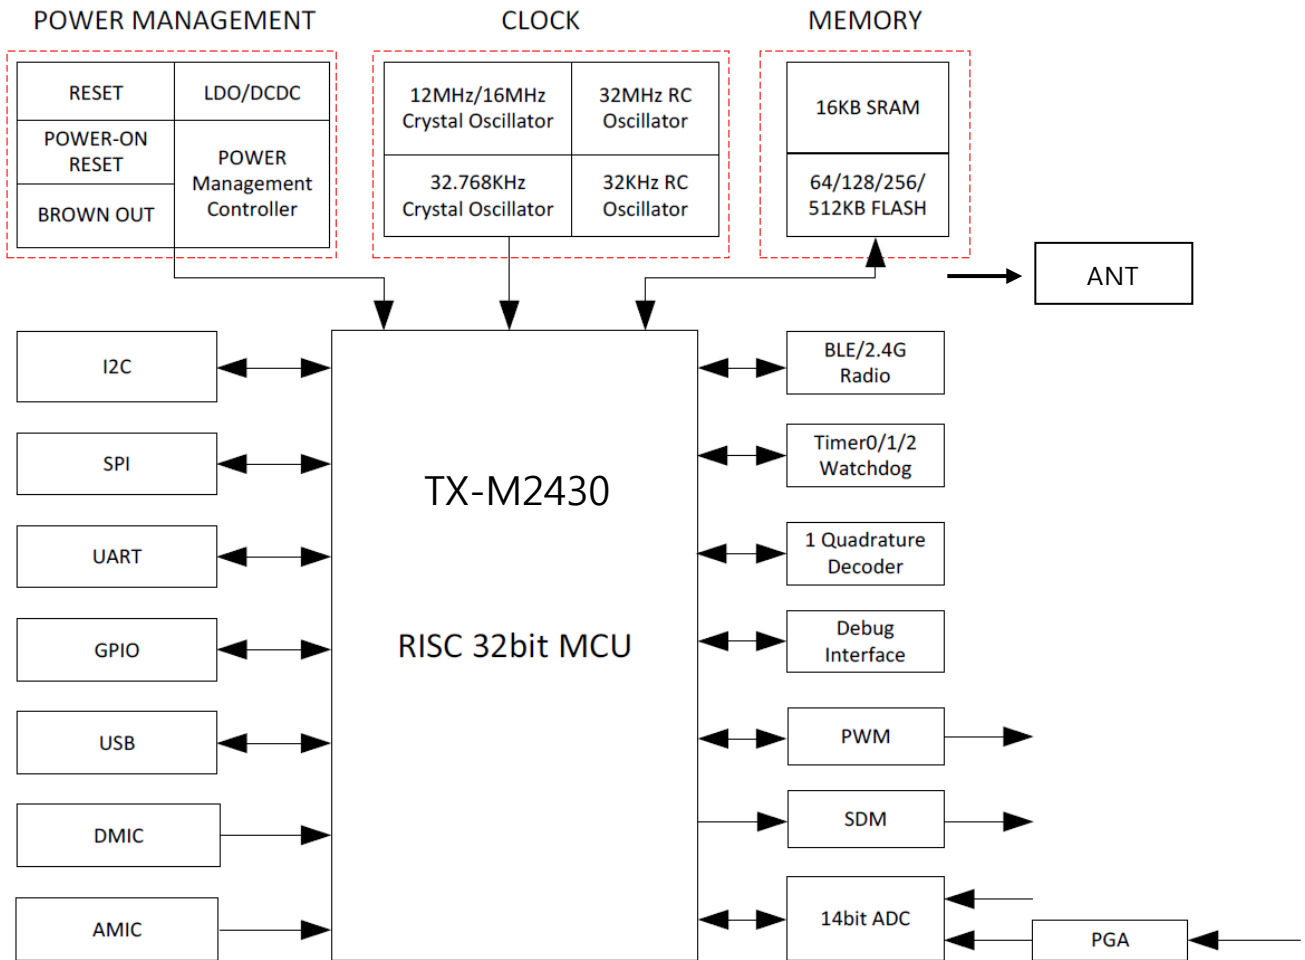 POWER MANAGEMENT
CLOCK
MEMORY
RESET
LDO/DCDC
POWER-ON
RESET
POWER
Management
Controller
BROWN OUT
12MHz/16MHz
Crystal Oscillator
32MHz RC
Oscillator
32.768KHz
Crystal Oscillator
32KHz RC
Oscillator
16KB SRAM
64/128/256/
512KB FLASH
ANT
I2C
SPI
UART
GPIO
USB
DMIC
AMIC
TX-M2430
RISC 32bit MCU
BLE/2.4G
Radio
Timer0/1/2
Watchdog
1 Quadrature
Decoder
Debug
Interface
PWM
SDM
14bit ADC
PGA